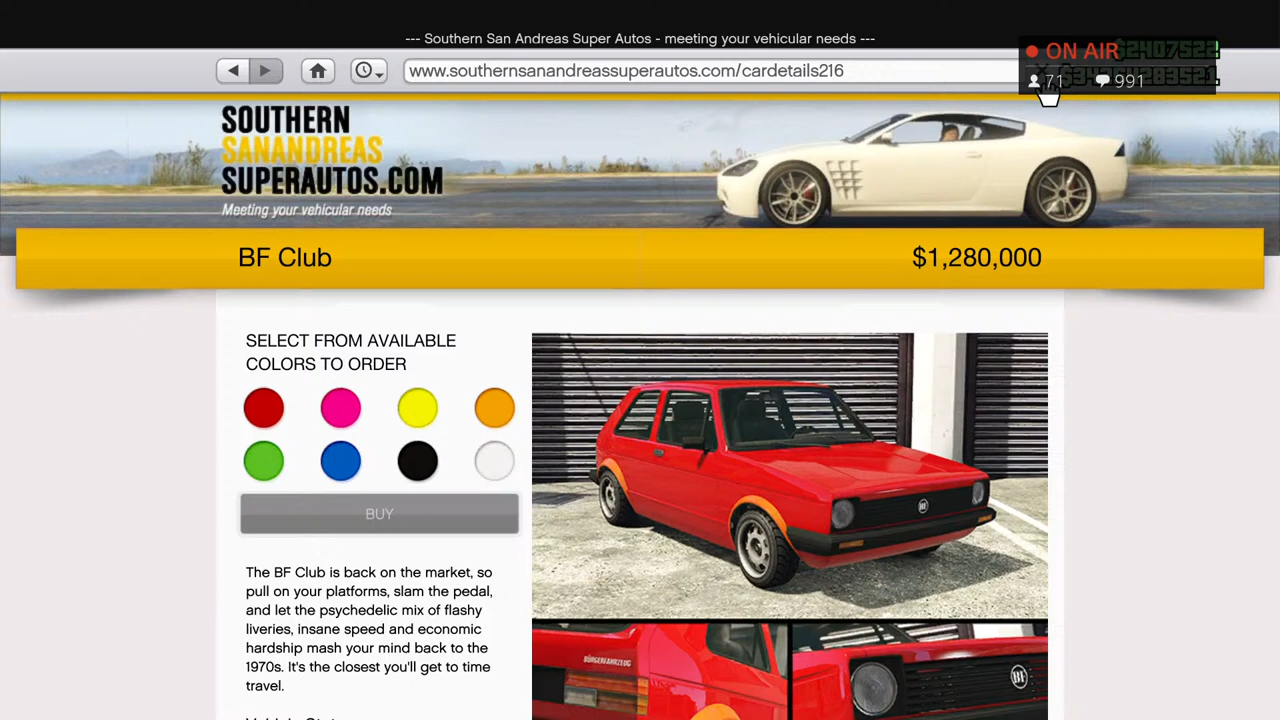 --- Southern San Andreas Super Autos - meeting your vehicular needs ---
ON AIR
$2407522
71
991
www.southernsanandreassuperautos.com/cardetails216
SOUTHERN
SANANDREAS
SUPERAUTOS.COM
Meeting your vehicular needs
BF Club
$1,280,000
SELECT FROM AVAILABLE
COLORS TO ORDER
BUY
The BF Club is back on the market, so
pull on your platforms, slam the pedal,
and let the psychedelic mix of flashy
liveries, insane speed and economic
hardship mash your mind back to the
1970s. It's the closest you'll get to time
travel.
BÜRGERFAHRZEUG
BF